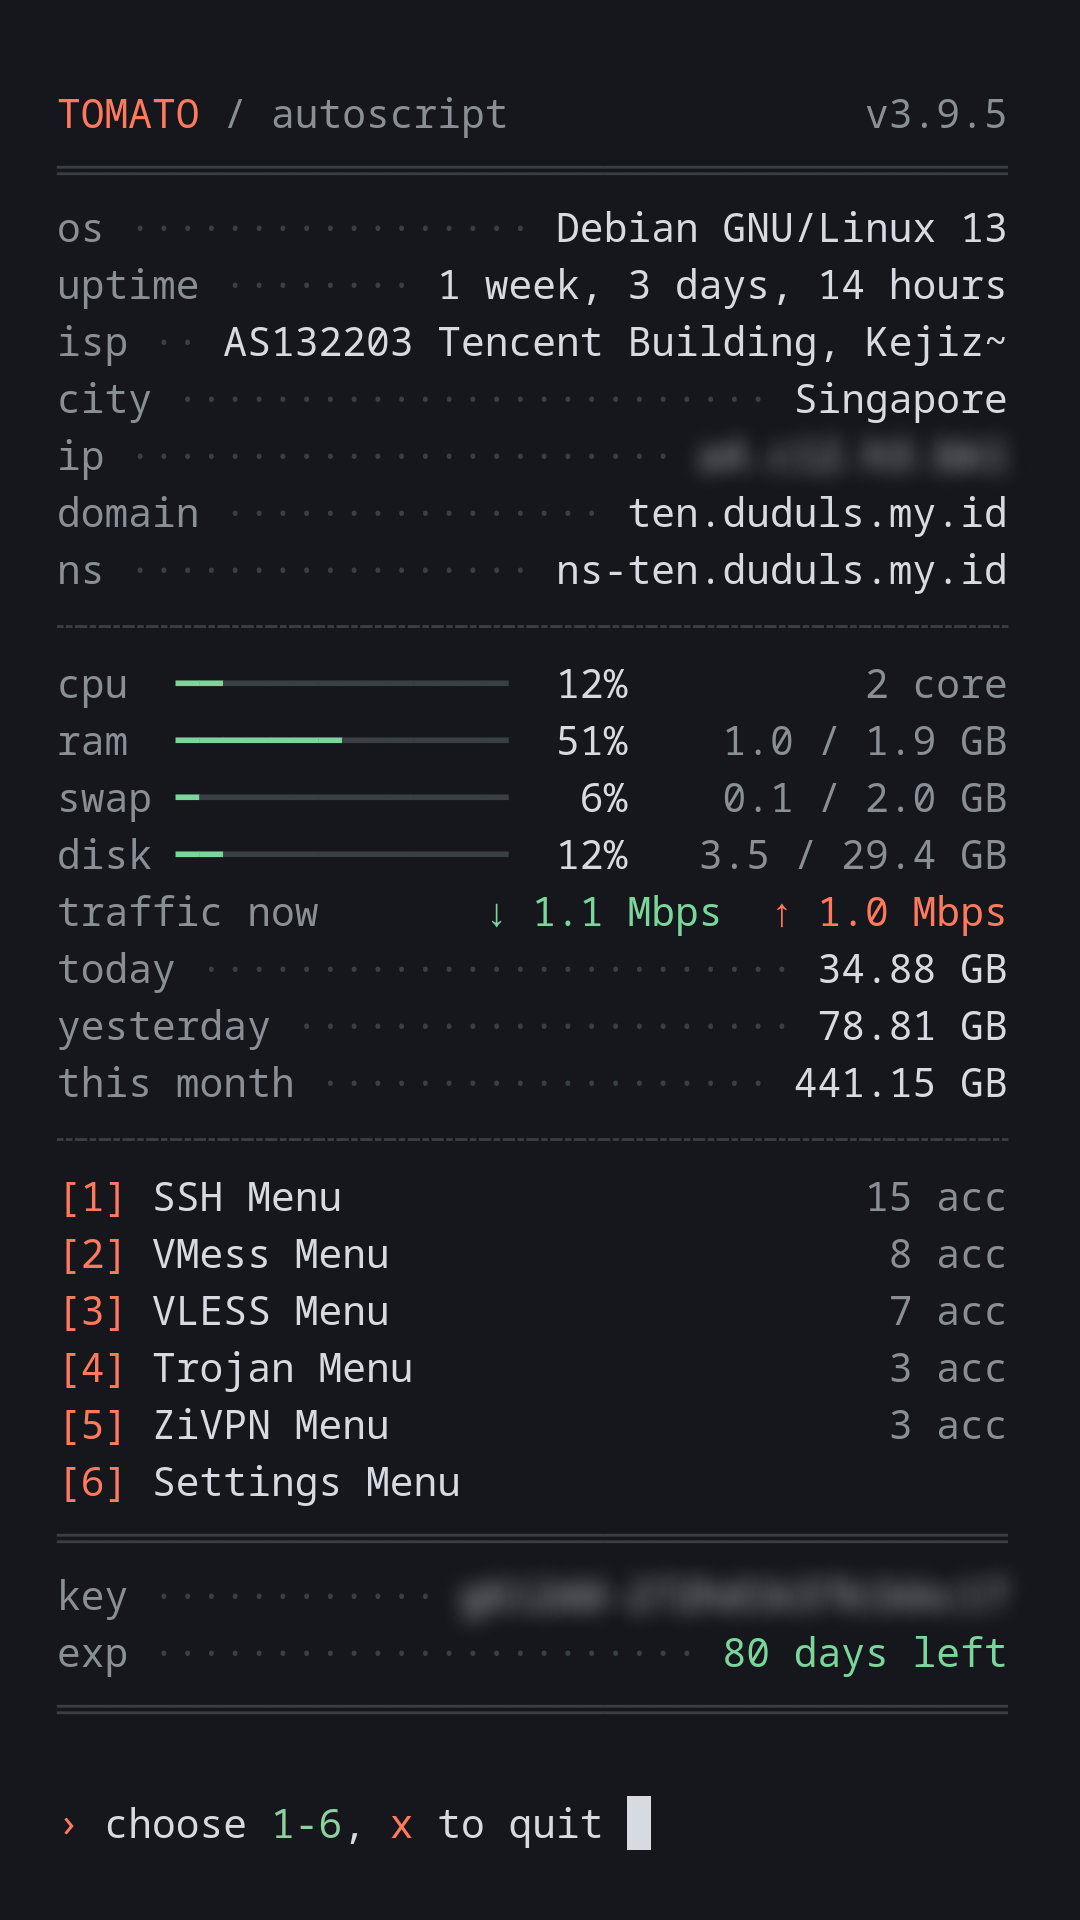 TOMATO / autoscript v3.9.5
os ················· Debian GNU/Linux 13
uptime ········ 1 week, 3 days, 14 hours
isp ·· AS132203 Tencent Building, Kejiz~
city ························· Singapore
ip ·······················
domain ················ ten.duduls.my.id
ns ················· ns-ten.duduls.my.id
cpu 12% 2 core
ram 51% 1.0 / 1.9 GB
swap 6% 0.1 / 2.0 GB
disk 12% 3.5 / 29.4 GB
traffic now ↓ 1.1 Mbps ↑ 1.0 Mbps
today ························· 34.88 GB
yesterday ····················· 78.81 GB
this month ··················· 441.15 GB
[1] SSH Menu 15 acc
[2] VMess Menu 8 acc
[3] VLESS Menu 7 acc
[4] Trojan Menu 3 acc
[5] ZiVPN Menu 3 acc
[6] Settings Menu
key ············
exp ······················· 80 days left
› choose 1-6, x to quit